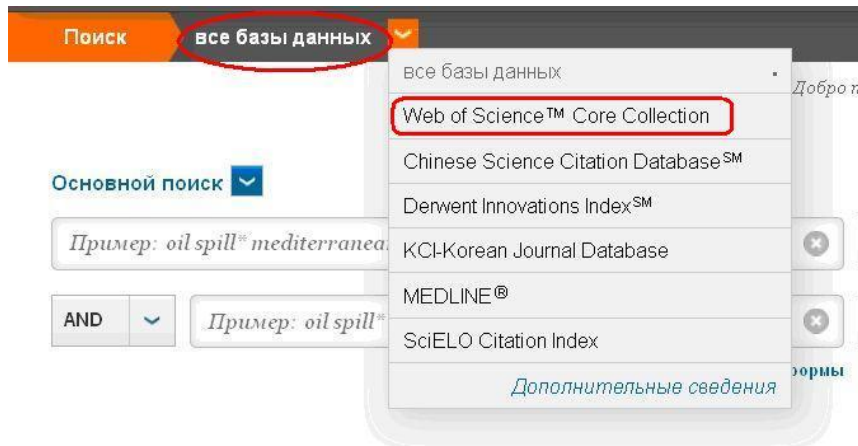 Поиск
все базы данных
все базы данных
Добро п
Web of Science™ Core Collection
Chinese Science Citation Database℠
Основной поиск
Derwent Innovations Index℠
Пример: oil spill* mediterranea
KCI-Korean Journal Database
MEDLINE®
AND
Пример: oil spill*
SciELO Citation Index
формы
Дополнительные сведения